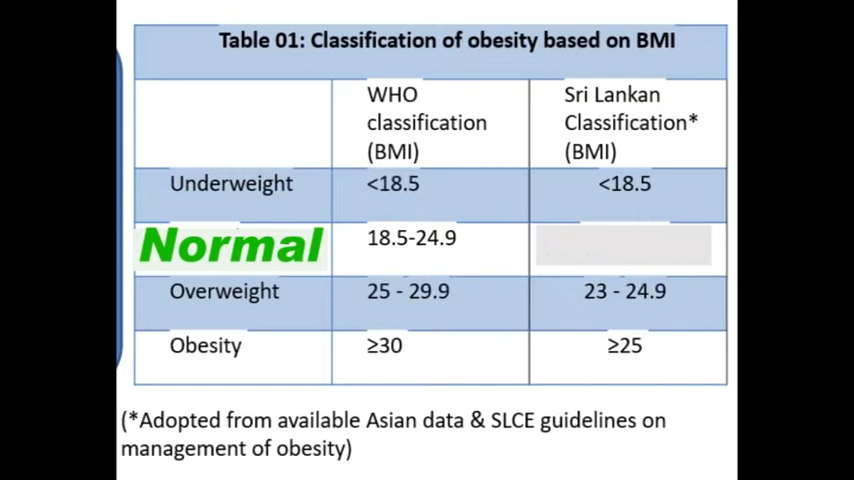 Table 01: Classification of obesity based on BMI
WHO classification (BMI)
Sri Lankan Classification* (BMI)
Underweight <18.5 <18.5
Normal 18.5-24.9
Overweight 25 - 29.9 23 - 24.9
Obesity ≥30 ≥25
(*Adopted from available Asian data & SLCE guidelines on
management of obesity)